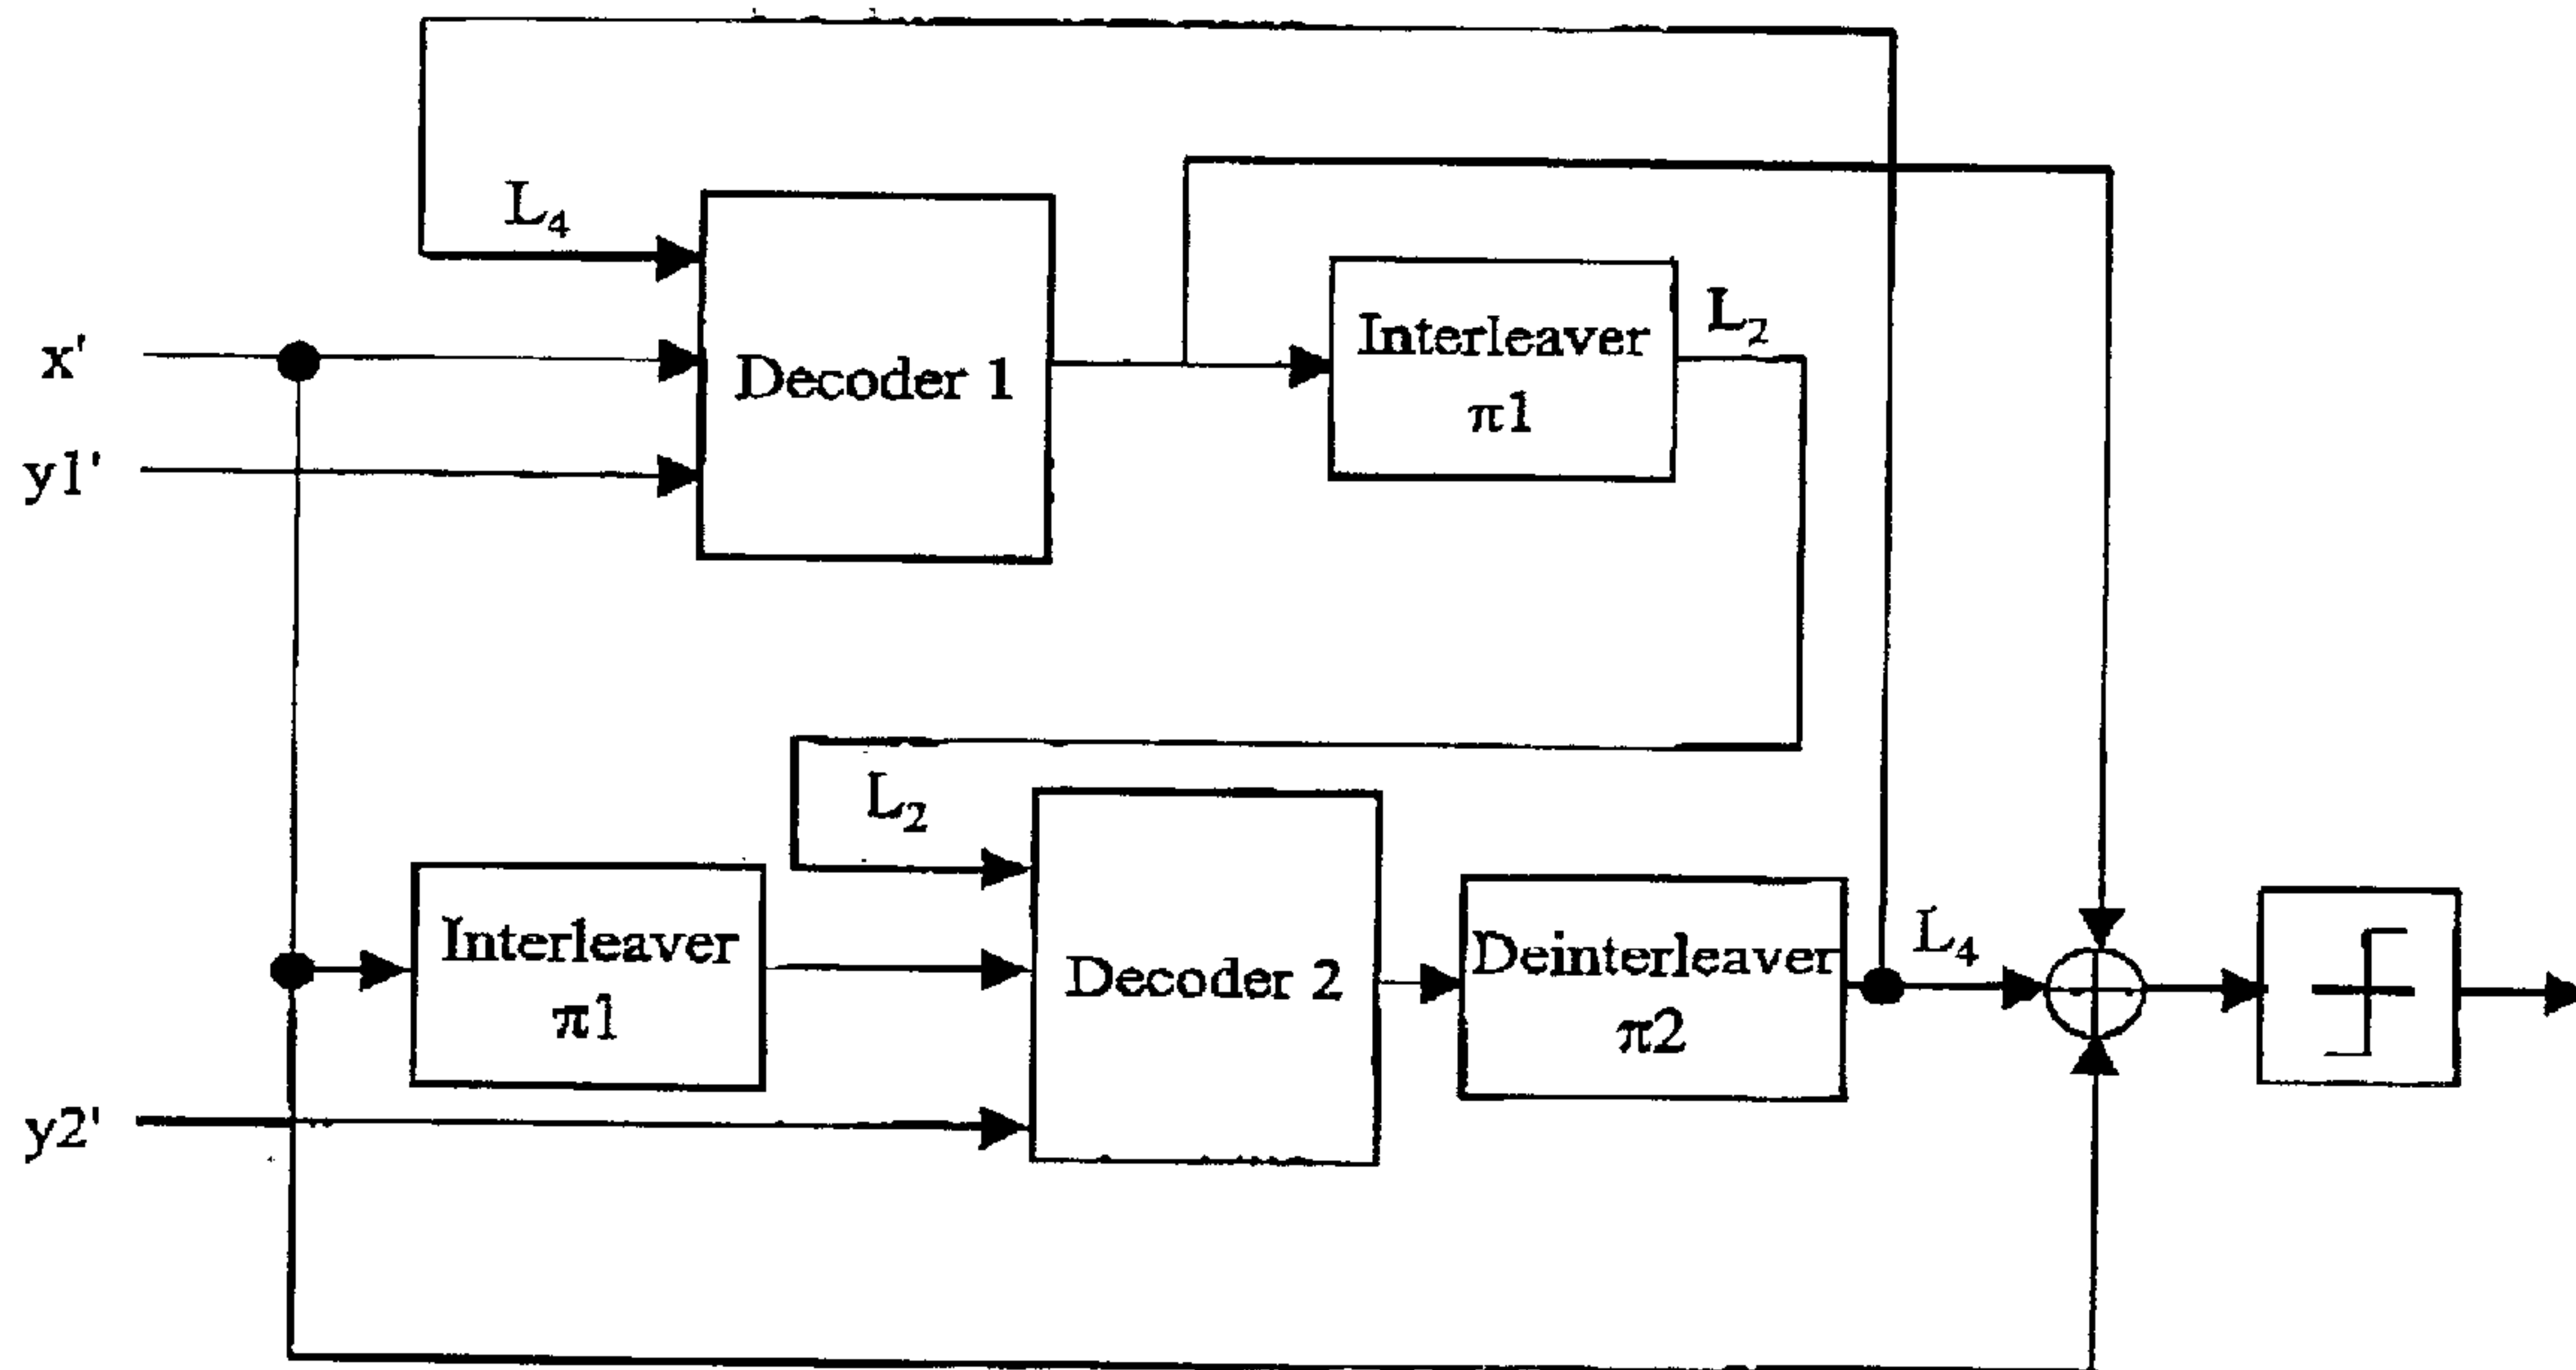 L₄
x'
y1'
Decoder 1
Interleaver
π1
L₂
L₂
Interleaver
π1
y2'
Decoder 2
Deinterleaver
π2
L₄